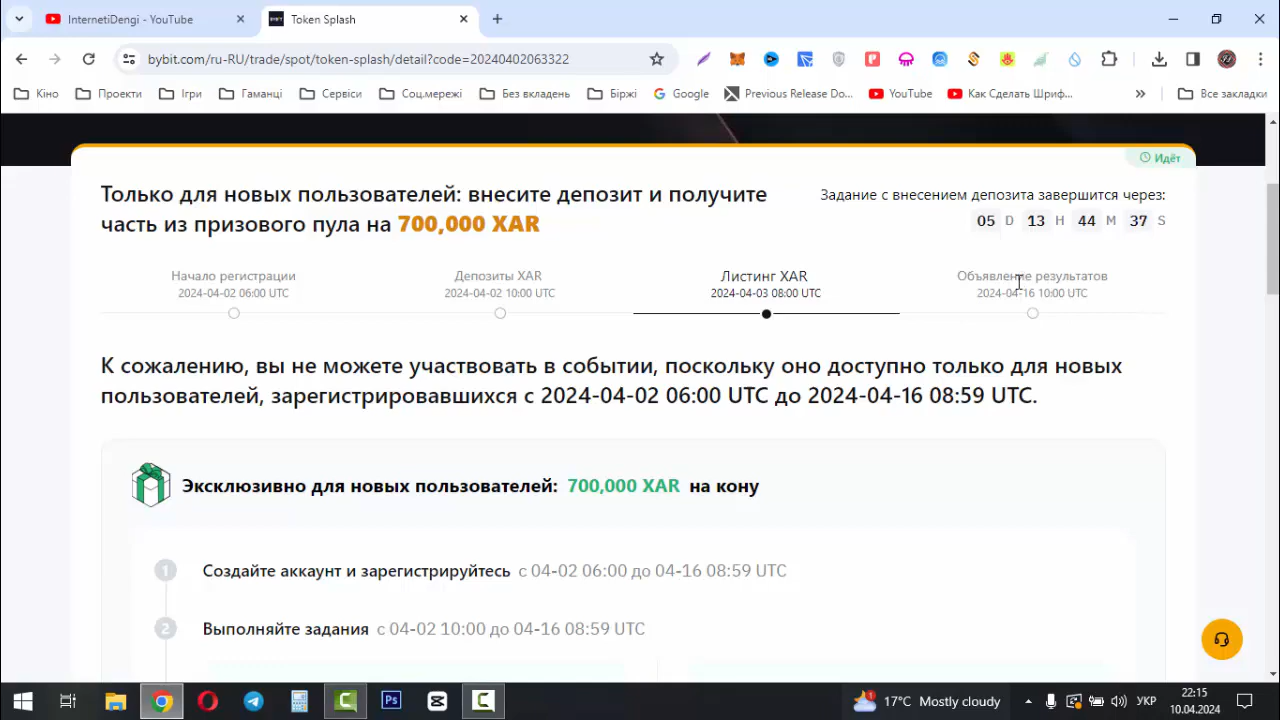 InternetiDengi - YouTube
Token Splash
bybit.com/ru-RU/trade/spot/token-splash/detail?code=20240402063322
Кіно
Проекти
Ігри
Гаманці
Сервіси
Соц.мережі
Без вкладень
Біржі
Google
Previous Release Do...
YouTube
Как Сделать Шриф...
Все закладки
Идёт
Только для новых пользователей: внесите депозит и получите
часть из призового пула на 700,000 XAR
Задание с внесением депозита завершится через:
05 D 13 H 44 M 37 S
Начало регистрации
2024-04-02 06:00 UTC
Депозиты XAR
2024-04-02 10:00 UTC
Листинг XAR
2024-04-03 08:00 UTC
Объявление результатов
2024-04-16 10:00 UTC
К сожалению, вы не можете участвовать в событии, поскольку оно доступно только для новых
пользователей, зарегистрировавшихся с 2024-04-02 06:00 UTC до 2024-04-16 08:59 UTC.
Эксклюзивно для новых пользователей: 700,000 XAR на кону
1 Создайте аккаунт и зарегистрируйтесь с 04-02 06:00 до 04-16 08:59 UTC
2 Выполняйте задания с 04-02 10:00 до 04-16 08:59 UTC
Ps
1
17°C Mostly cloudy
УКР
22:15
10.04.2024